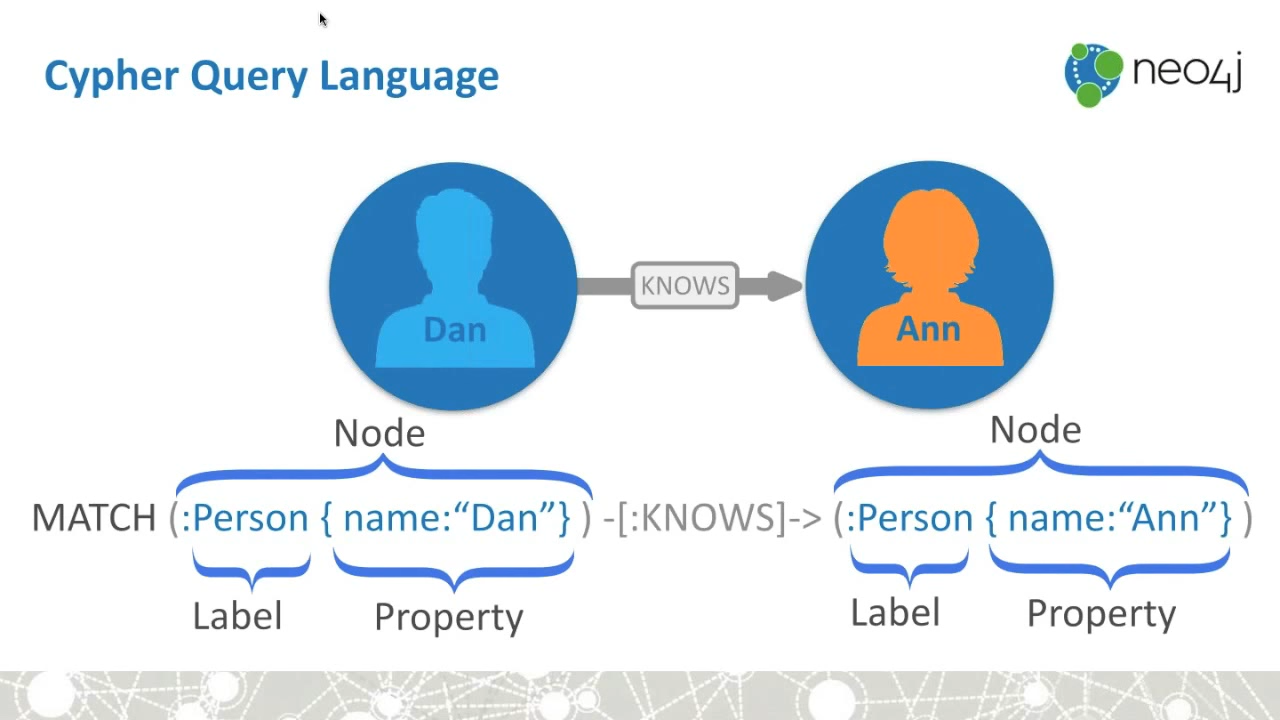 Cypher Query Language
neo4j
Dan
KNOWS
Ann
Node
Node
MATCH (:Person { name:“Dan”} ) -[:KNOWS]-> (:Person { name:“Ann”} )
Label
Property
Label
Property